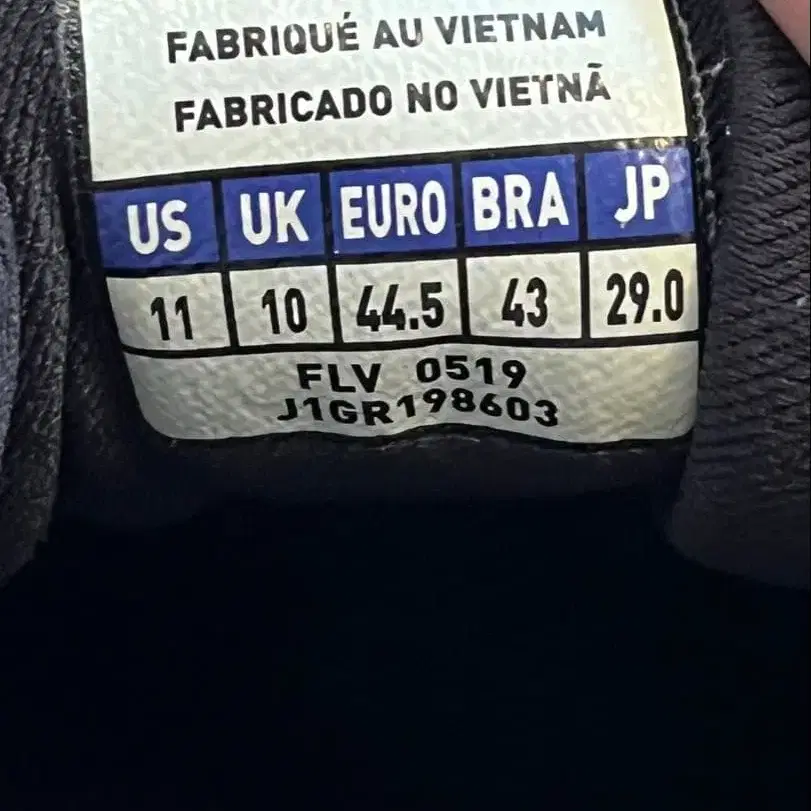 FABRIQUÉ AU VIETNAM
FABRICADO NO VIETNÃ
US UK EURO BRA JP
11 10 44.5 43 29.0
FLV 0519
J1GR198603